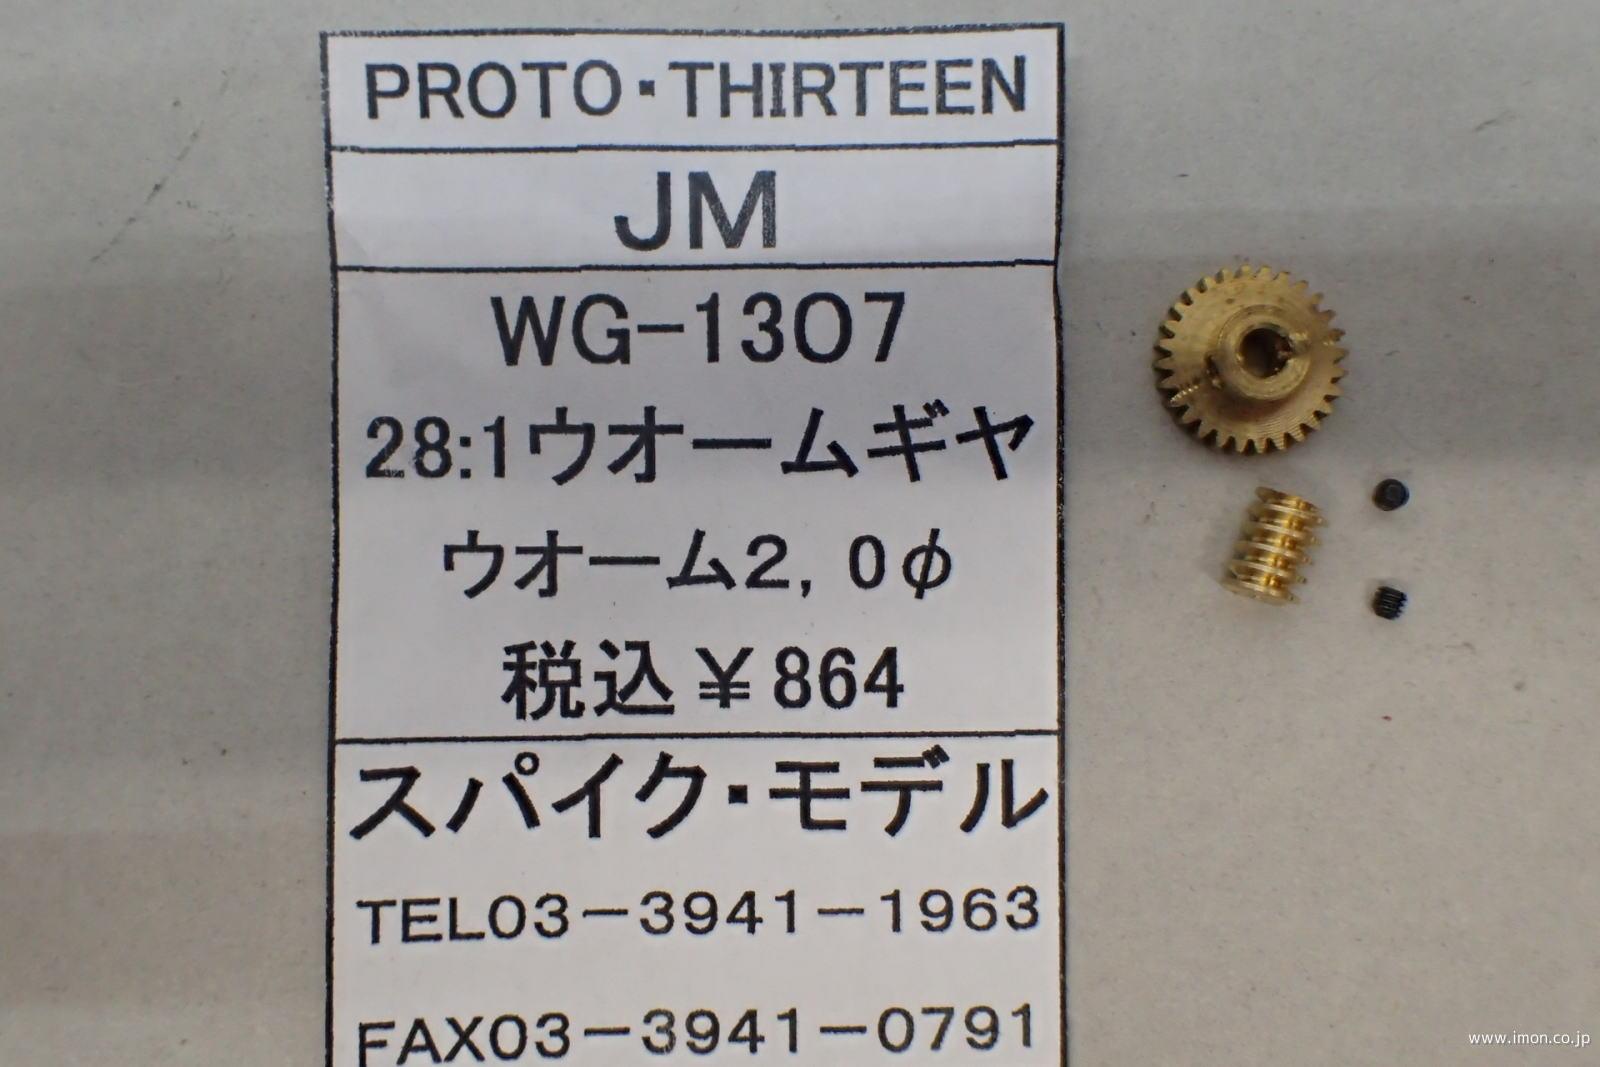 PROTO・THIRTEEN
JM
WG-1307
28:1ウオームギヤ
ウオーム2,0φ
税込￥864
スパイク・モデル
TEL03-3941-1963
FAX03-3941-0791
www.imon.co.jp